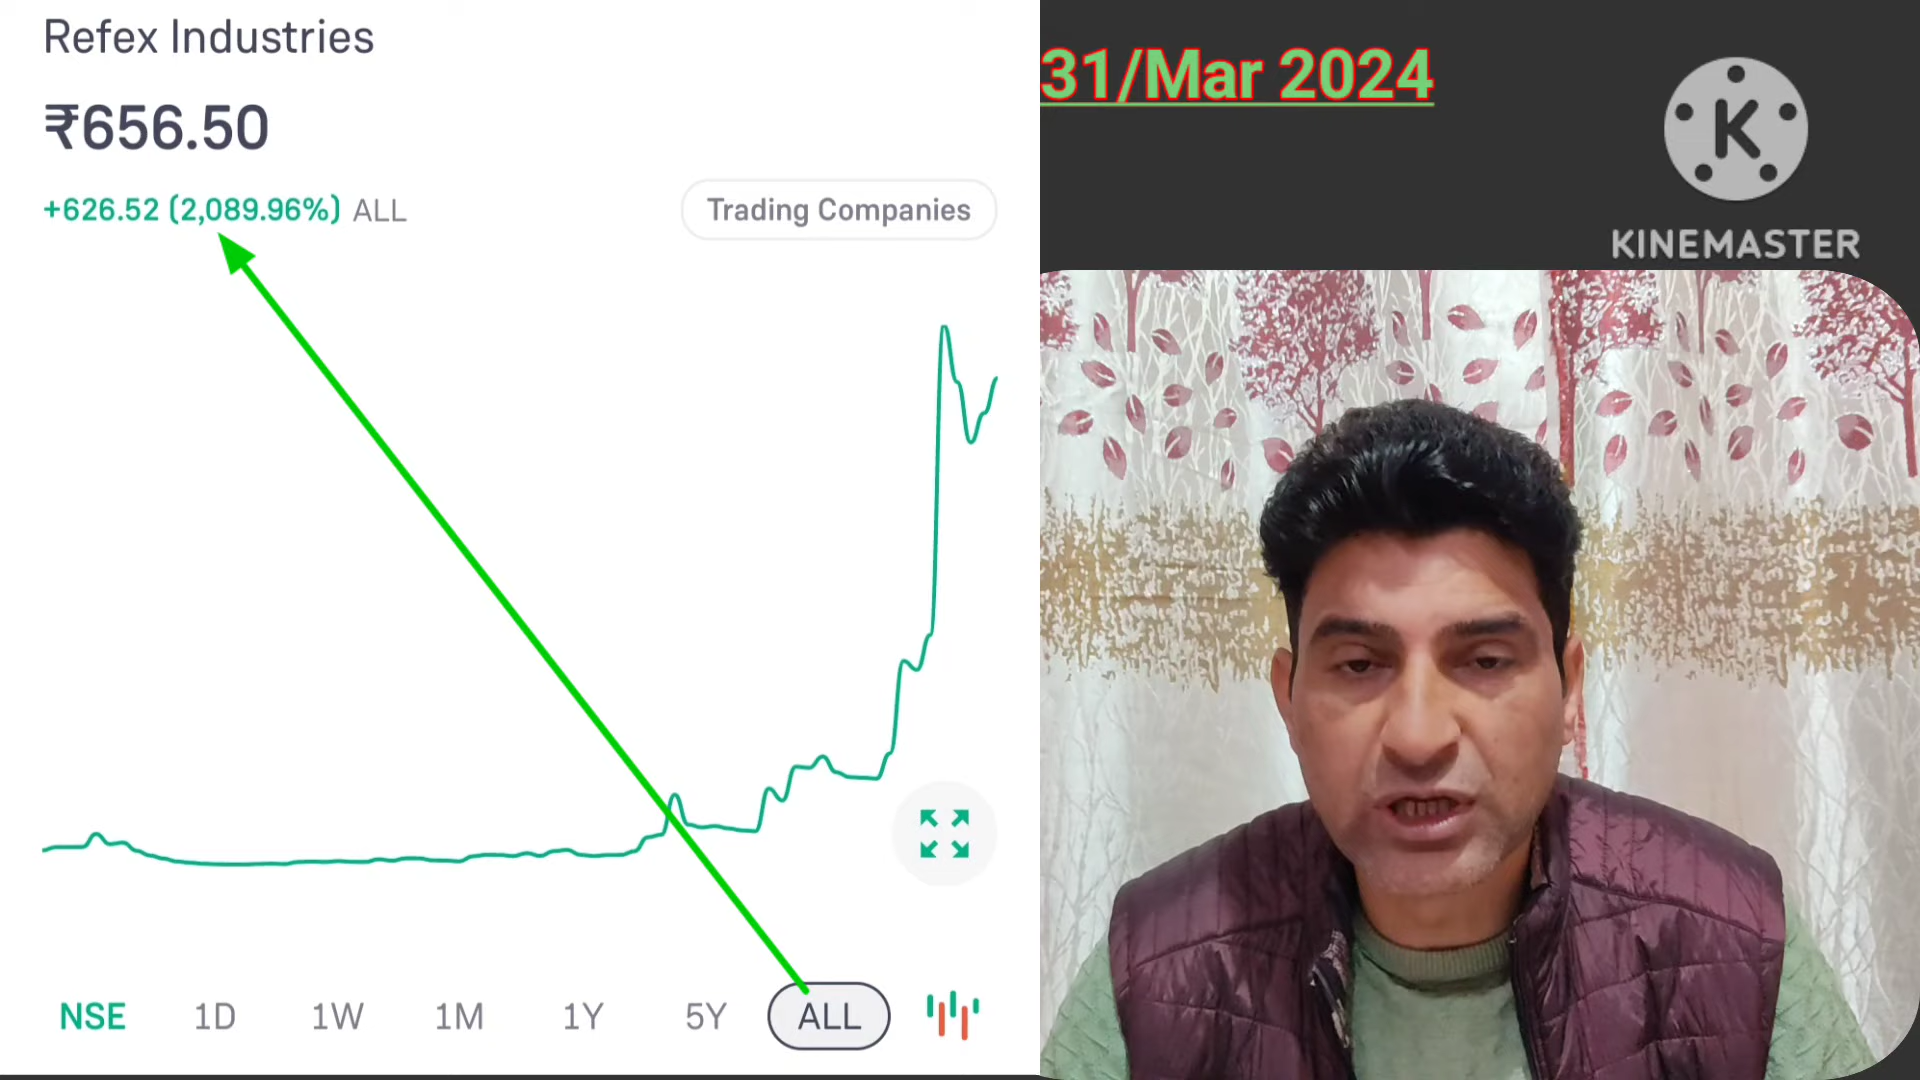 Refex Industries
₹656.50
+626.52 (2,089.96%) ALL
Trading Companies
NSE 1D 1W 1M 1Y 5Y ALL
31/Mar 2024
K
KINEMASTER